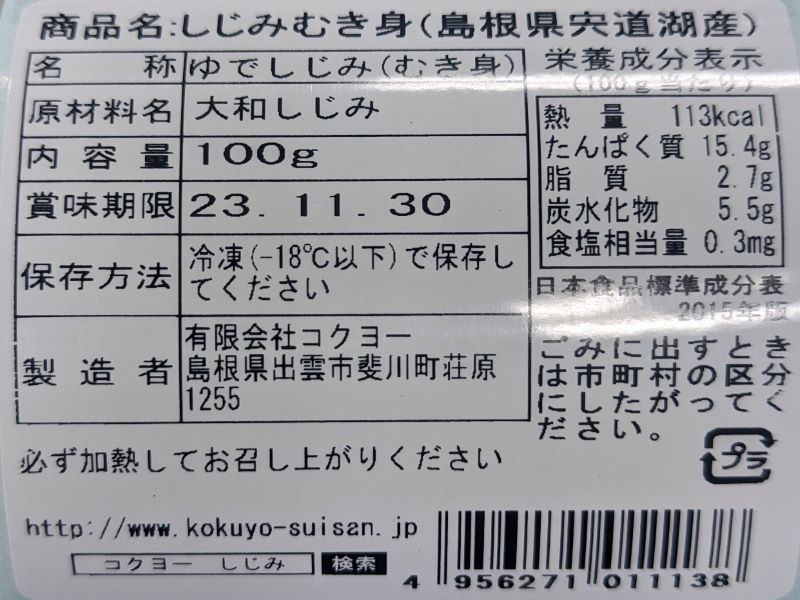 商品名:しじみむき身(島根県宍道湖産)
名称 ゆでしじみ(むき身)
原材料名 大和しじみ
内容量 100g
賞味期限 23.11.30
保存方法 冷凍(-18℃以下)で保存し
てください
製造者 有限会社コクヨー
島根県出雲市斐川町荘原
1255
栄養成分表示
(100g当たり)
熱量 113kcal
たんぱく質 15.4g
脂質 2.7g
炭水化物 5.5g
食塩相当量 0.3mg
日本食品標準成分表
2015年版
ごみに出すとき
は市町村の区分
にしたがってく
ださい。
プラ
必ず加熱してお召し上がりください
http://www.kokuyo-suisan.jp
コクヨー しじみ 検索
4 956271 011138